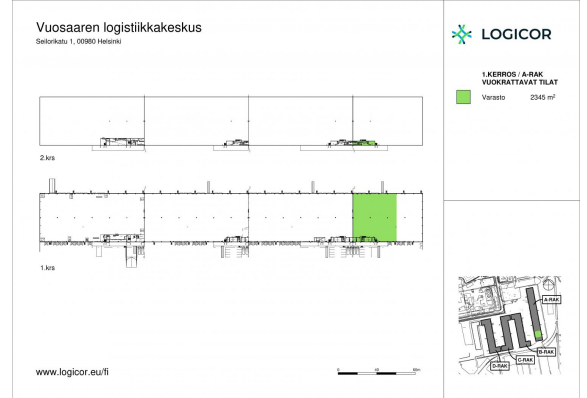 Vuosaaren logistiikkakeskus
Seilorikatu 1, 00980 Helsinki
LOGICOR
1.KERROS / A-RAK
VUOKRATTAVAT TILAT
Varasto 2345 m²
2.krs
1.krs
A-RAK
B-RAK
C-RAK
D-RAK
www.logicor.eu/fi